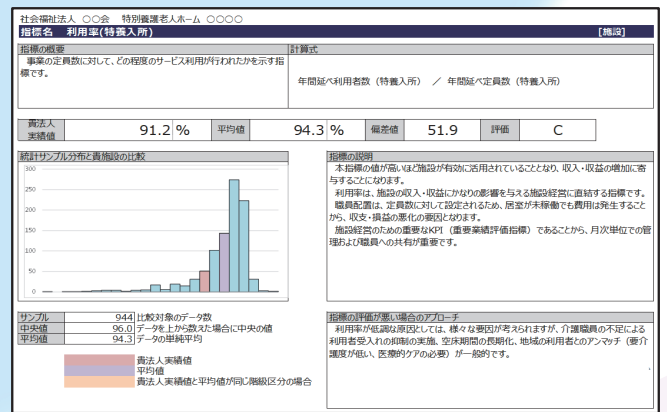 社会福祉法人 〇〇会 特別養護老人ホーム 〇〇〇〇
指標名 利用率(特養入所) [施設]
指標の概要
事業の定員数に対して、どの程度のサービス利用が行われたかを示す指
標です。
計算式
年間延べ利用者数（特養入所） ／ 年間延べ定員数（特養入所）
貴法人
実績値
91.2 %
平均値
94.3 %
偏差値
51.9
評価
C
統計サンプル分布と貴施設の比較
300
250
200
150
100
50
0
指標の説明
本指標の値が高いほど施設が有効に活用されていることとなり、収入・収益の増加に寄
与することになります。
利用率は、施設の収入・収益にかなりの影響を与える施設経営に直結する指標です。
職員配置は、定員数に対して設定されるため、居室が未稼働でも費用は発生すること
から、収支・損益の悪化の要因となります。
施設経営のための重要なKPI（重要業績評価指標）であることから、月次単位での管
理および職員への共有が重要です。
サンプル 944 比較対象のデータ数
中央値 96.0 データを上から数えた場合に中央の値
平均値 94.3 データの単純平均
貴法人実績値
平均値
貴法人実績値と平均値が同じ階級区分の場合
指標の評価が悪い場合のアプローチ
利用率が低調な原因としては、様々な要因が考えられますが、介護職員の不足による
利用者受入れの抑制の実施、空床期間の長期化、地域の利用者とのアンマッチ（要介
護度が低い、医療的ケアの必要）が一般的です。